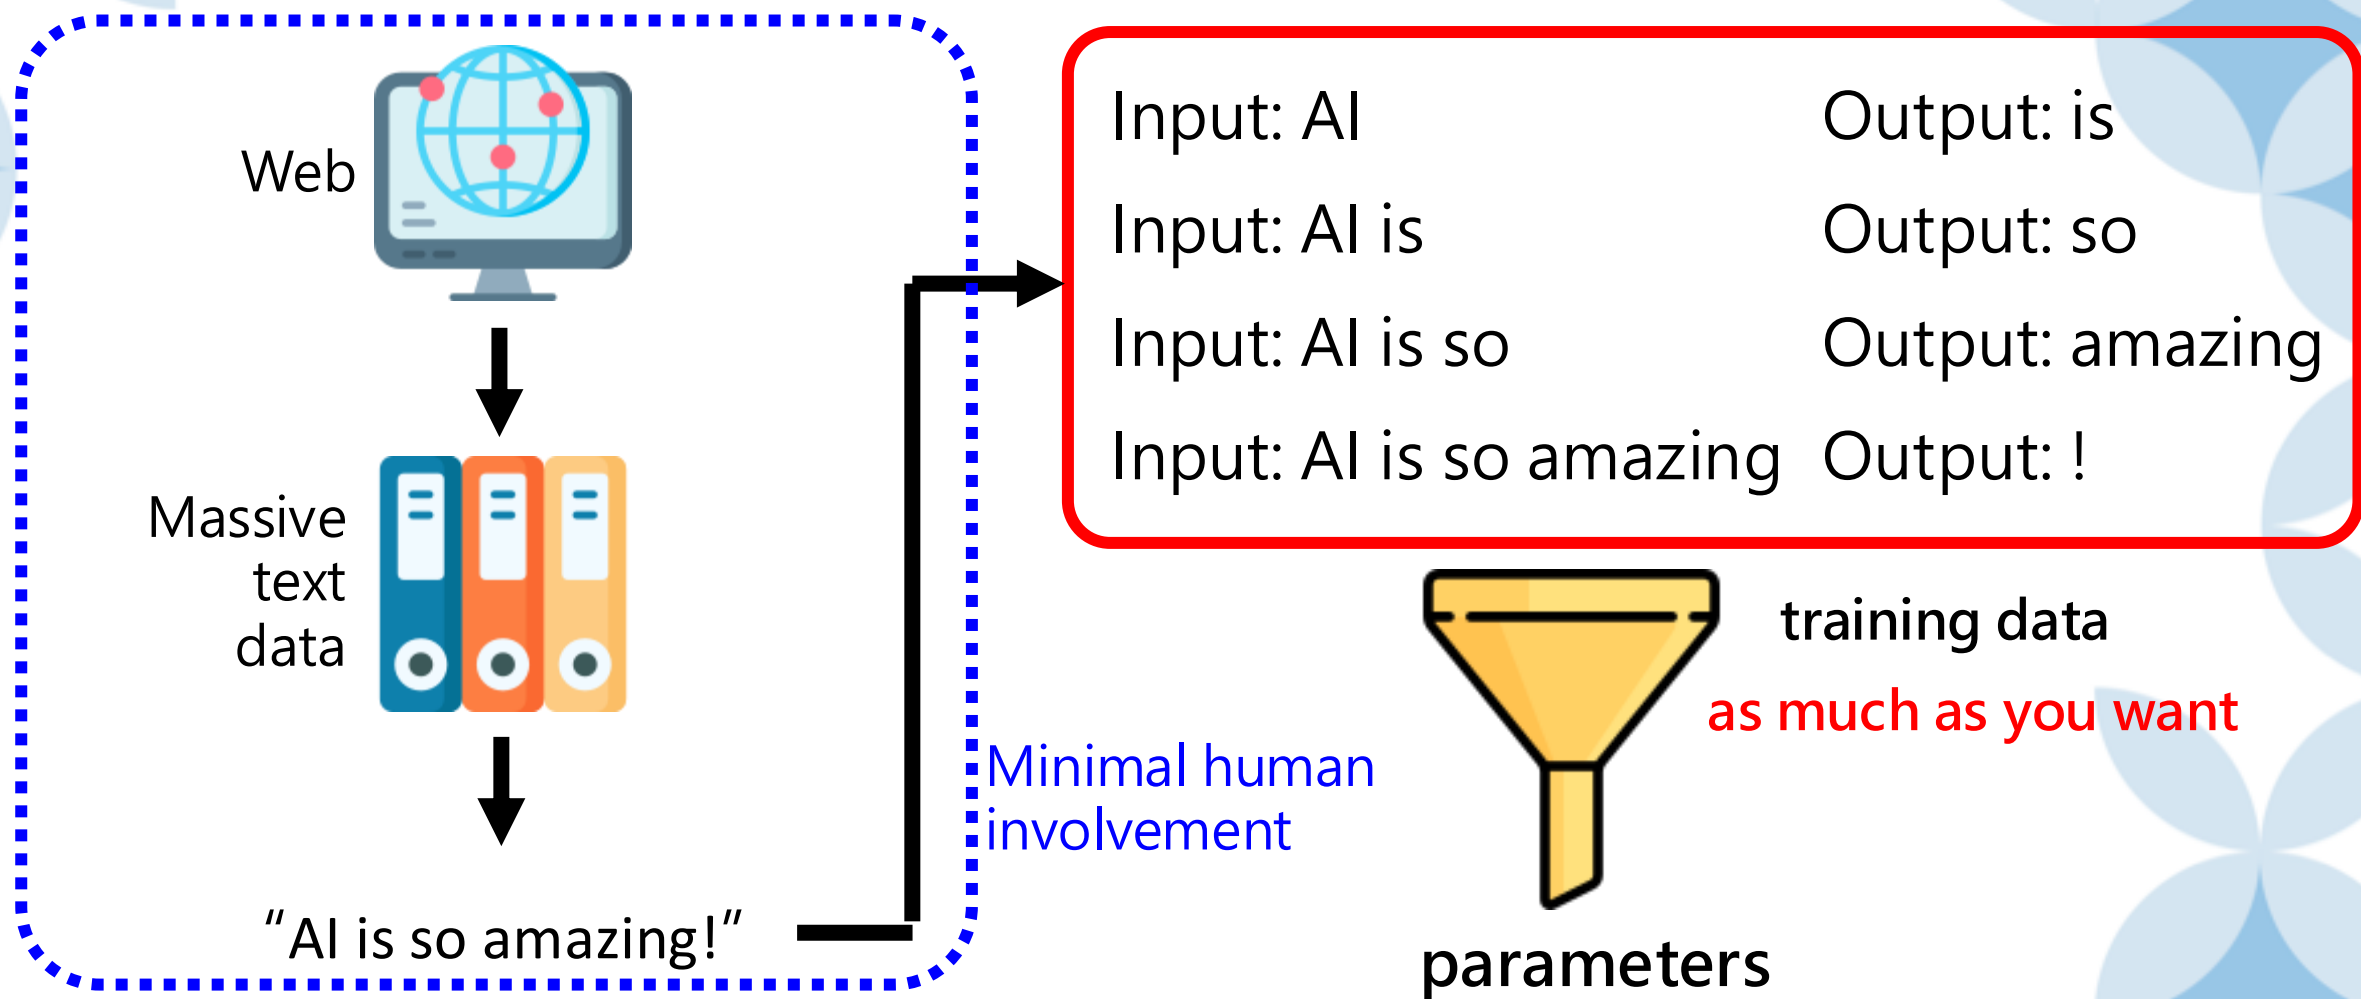 Web
Massive
text
data
“AI is so amazing!”
Minimal human
involvement
Input: AI Output: is
Input: AI is Output: so
Input: AI is so Output: amazing
Input: AI is so amazing Output: !
training data
as much as you want
parameters